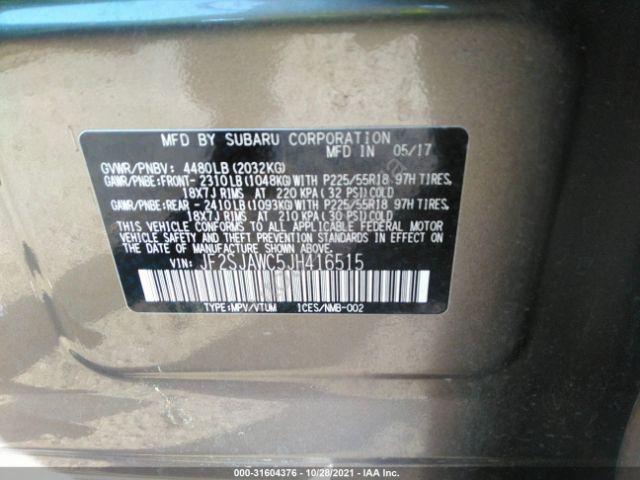 MFD BY SUBARU CORPORATION
MFD IN 05/17
GVWR/PNBV: 4480LB (2032KG)
GAWR/PNBE:FRONT- 2310LB (1048KG)WITH P225/55R18 97H TIRES,
18X7J RIMS AT 220 KPA (32 PSI)COLD
GAWR/PNBE:REAR - 2410LB (1093KG)WITH P225/55R18 97H TIRES,
18X7J RIMS AT 210 KPA (30 PSI)COLD
THIS VEHICLE CONFORMS TO ALL APPLICABLE FEDERAL MOTOR
VEHICLE SAFETY, BUMPER, AND THEFT PREVENTION
STANDARDS IN EFFECT ON THE DATE OF MANUFACTURE
SHOWN ABOVE.
VIN: JF2SJAWC5JH416515
TYPE:MPV/VTUM ICES/NMB-002
000-31604376 - 10/28/2021 - IAA Inc.